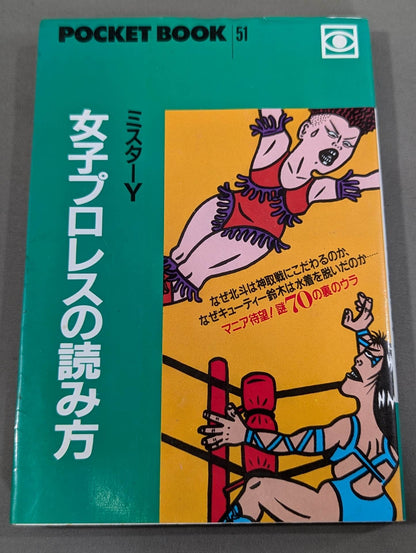 POCKET BOOK 51
ミスターY
女子プロレスの読み方
なぜ北斗は神取戦にこだわるのか、
なぜキューティー鈴木は水着を脱いだのか……
マニア待望！謎70の裏のウラ